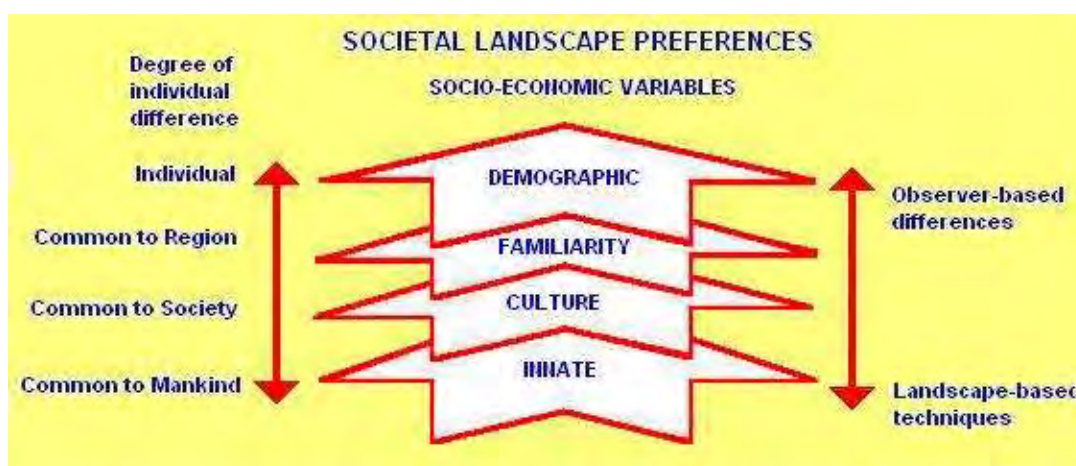 SOCIETAL LANDSCAPE PREFERENCES
SOCIO-ECONOMIC VARIABLES
Degree of
individual
difference
Individual
Common to Region
Common to Society
Common to Mankind
DEMOGRAPHIC
FAMILIARITY
CULTURE
INNATE
Observer-based
differences
Landscape-based
techniques